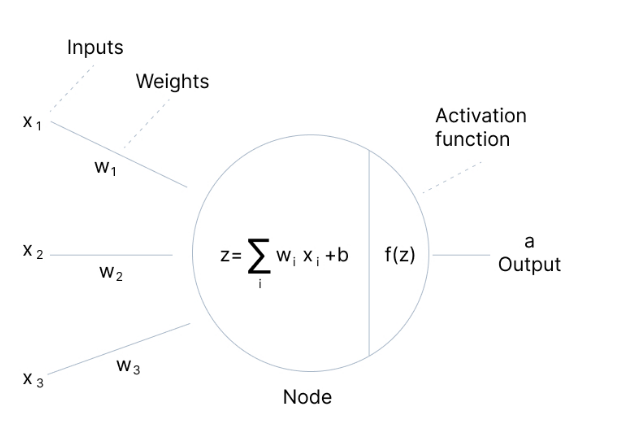 Inputs
Weights
x₁
w₁
Activation
function
x₂
w₂
z=∑ᵢ wᵢ xᵢ +b
f(z)
a
Output
x₃
w₃
Node